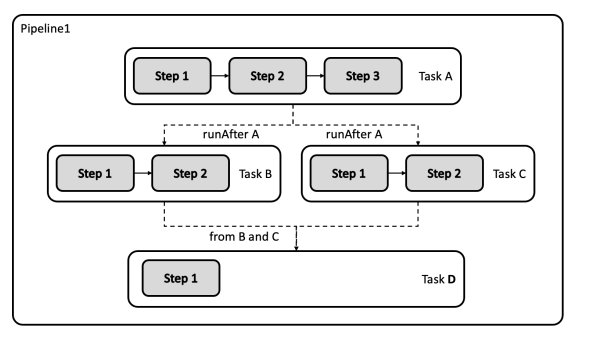 Pipeline1
Step 1 Step 2 Step 3 Task A
runAfter A runAfter A
Step 1 Step 2 Task B Step 1 Step 2 Task C
from B and C
Step 1 Task D